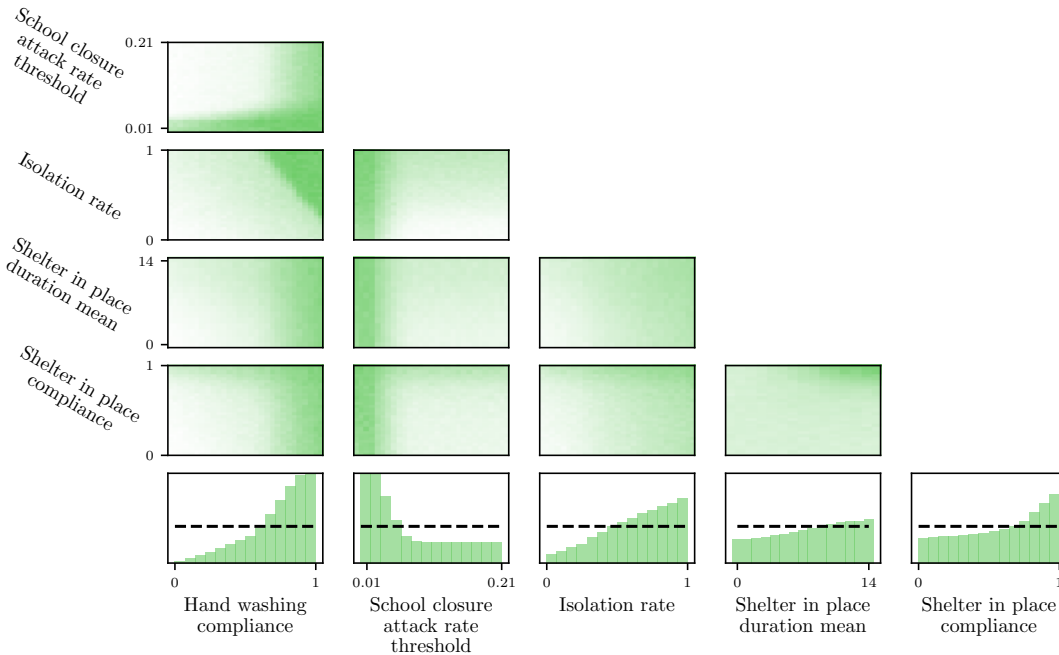 School closure
attack rate
threshold
0.21
0.01
Isolation rate
1
0
Shelter in place
duration mean
14
0
Shelter in place
compliance
1
0
0 1
0.01 0.21
0 1
0 14
0 1
Hand washing
compliance
School closure
attack rate
threshold
Isolation rate
Shelter in place
duration mean
Shelter in place
compliance